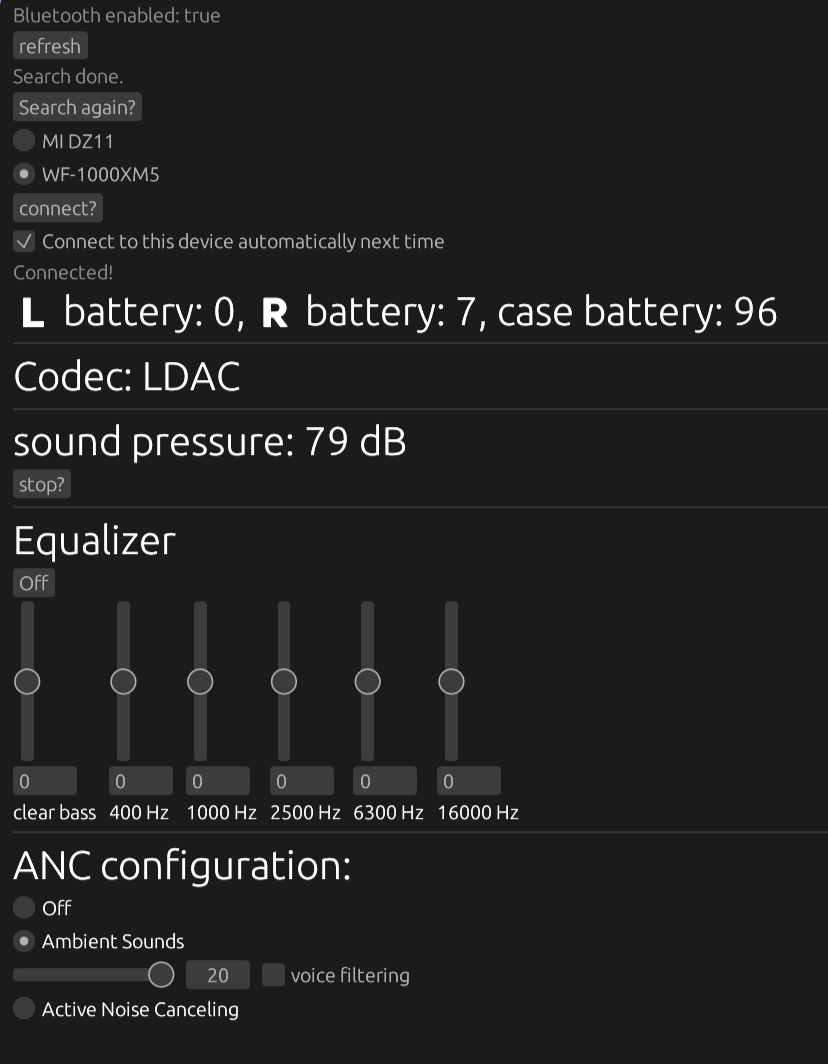 Bluetooth enabled: true
refresh
Search done.
Search again?
MI DZ11
WF-1000XM5
connect?
Connect to this device automatically next time
Connected!
L battery: 0, R battery: 7, case battery: 96
Codec: LDAC
sound pressure: 79 dB
stop?
Equalizer
Off
0 0 0 0 0 0
clear bass 400 Hz 1000 Hz 2500 Hz 6300 Hz 16000 Hz
ANC configuration:
Off
Ambient Sounds
20 voice filtering
Active Noise Canceling